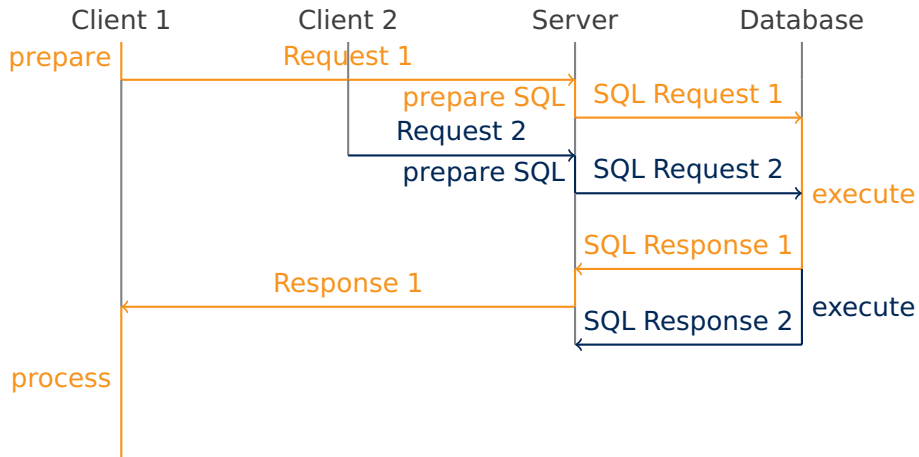 Client 1
Client 2
Server
Database
prepare
Request 1
prepare SQL
SQL Request 1
Request 2
prepare SQL
SQL Request 2
execute
SQL Response 1
Response 1
execute
SQL Response 2
process